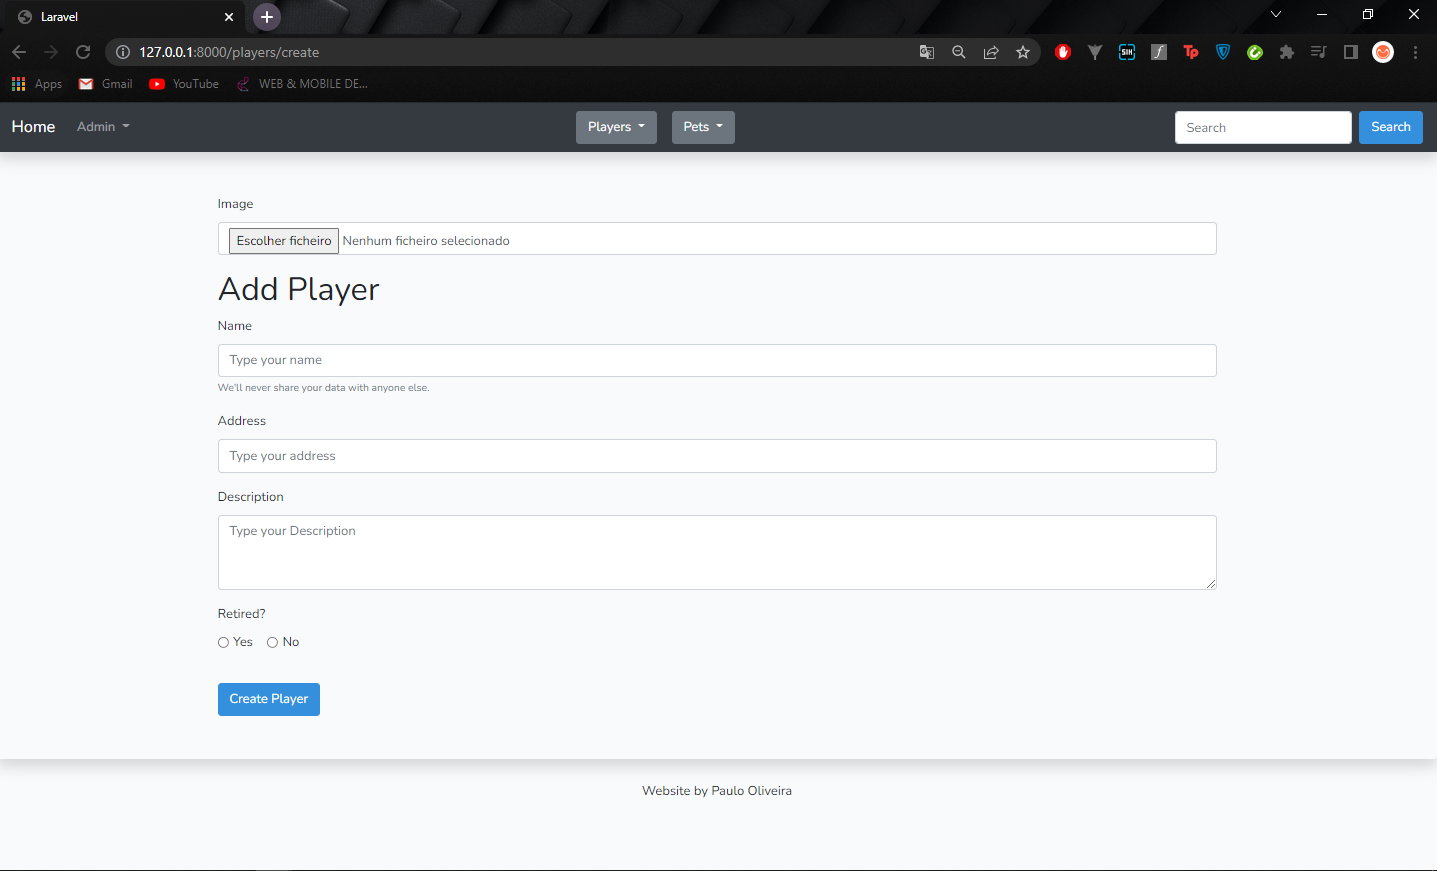 Laravel
127.0.0.1:8000/players/create
Apps Gmail YouTube WEB & MOBILE DE...
Home Admin Players Pets Search Search
Image
Escolher ficheiro Nenhum ficheiro selecionado
Add Player
Name
Type your name
We'll never share your data with anyone else.
Address
Type your address
Description
Type your Description
Retired?
Yes No
Create Player
Website by Paulo Oliveira